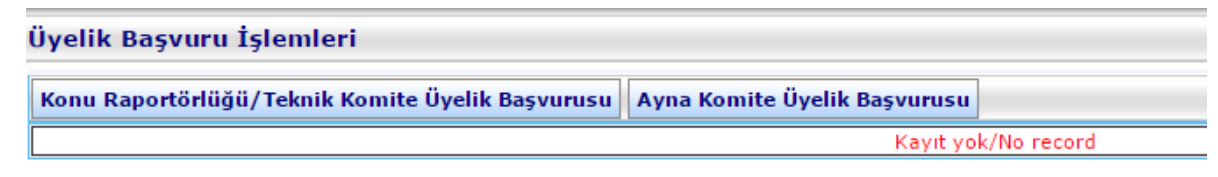 Üyelik Başvuru İşlemleri
Konu Raportörlüğü/Teknik Komite Üyelik Başvurusu Ayna Komite Üyelik Başvurusu
Kayıt yok/No record